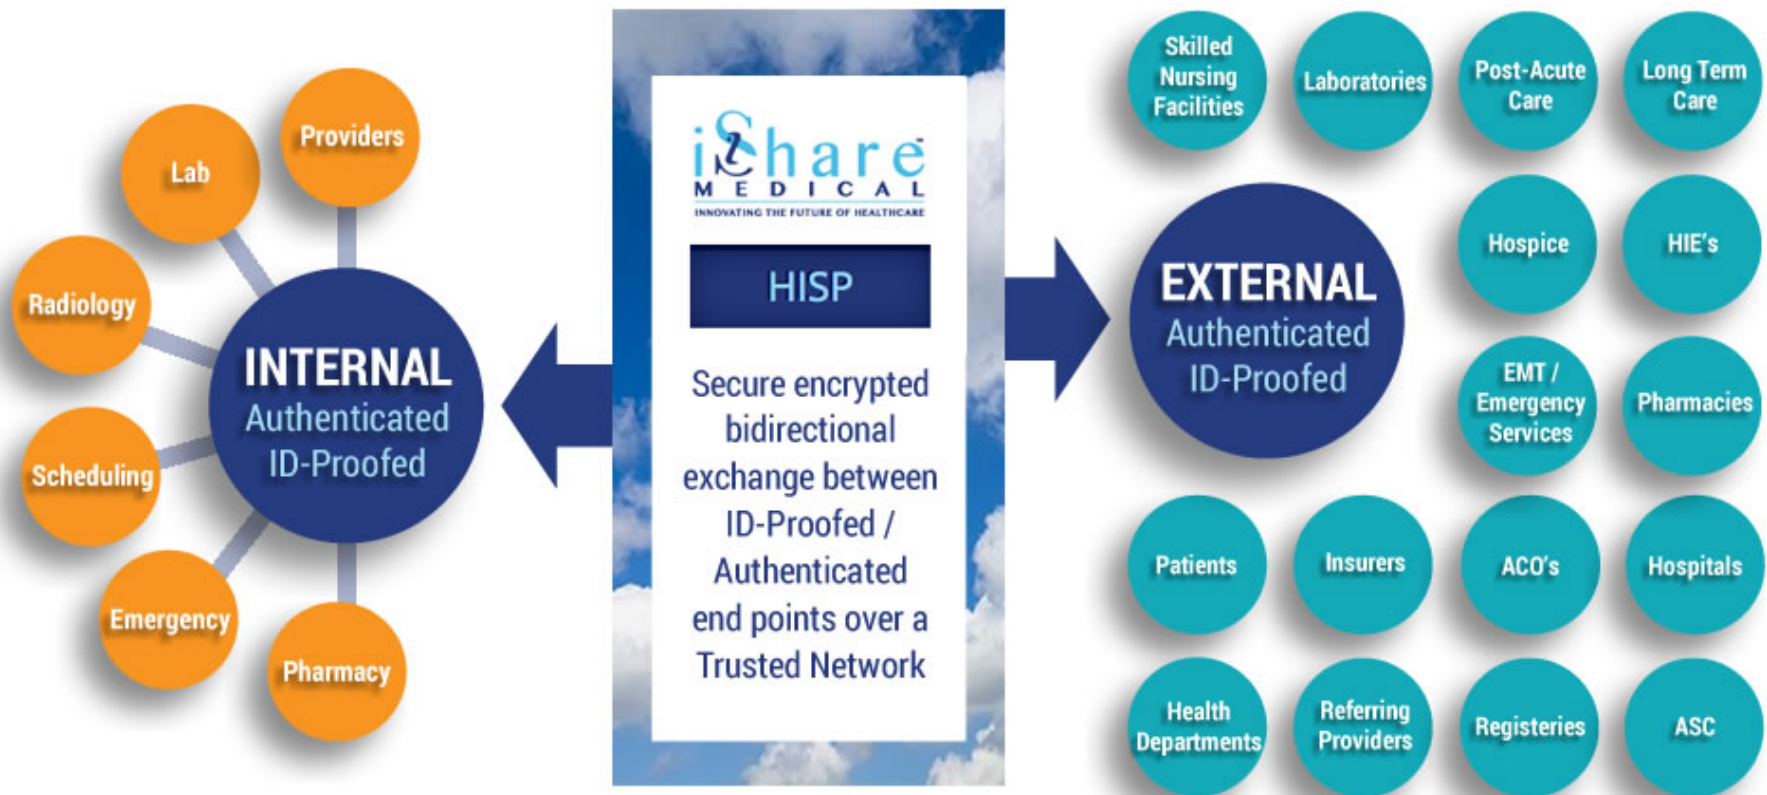 Providers
Lab
Radiology
Scheduling
Emergency
Pharmacy
INTERNAL
Authenticated
ID-Proofed
iShare™
MEDICAL
INNOVATING THE FUTURE OF HEALTHCARE
HISP
Secure encrypted
bidirectional
exchange between
ID-Proofed /
Authenticated
end points over a
Trusted Network
EXTERNAL
Authenticated
ID-Proofed
Skilled
Nursing
Facilities
Laboratories
Post-Acute
Care
Long Term
Care
Hospice
HIE's
EMT /
Emergency
Services
Pharmacies
Patients
Insurers
ACO's
Hospitals
Health
Departments
Referring
Providers
Registeries
ASC